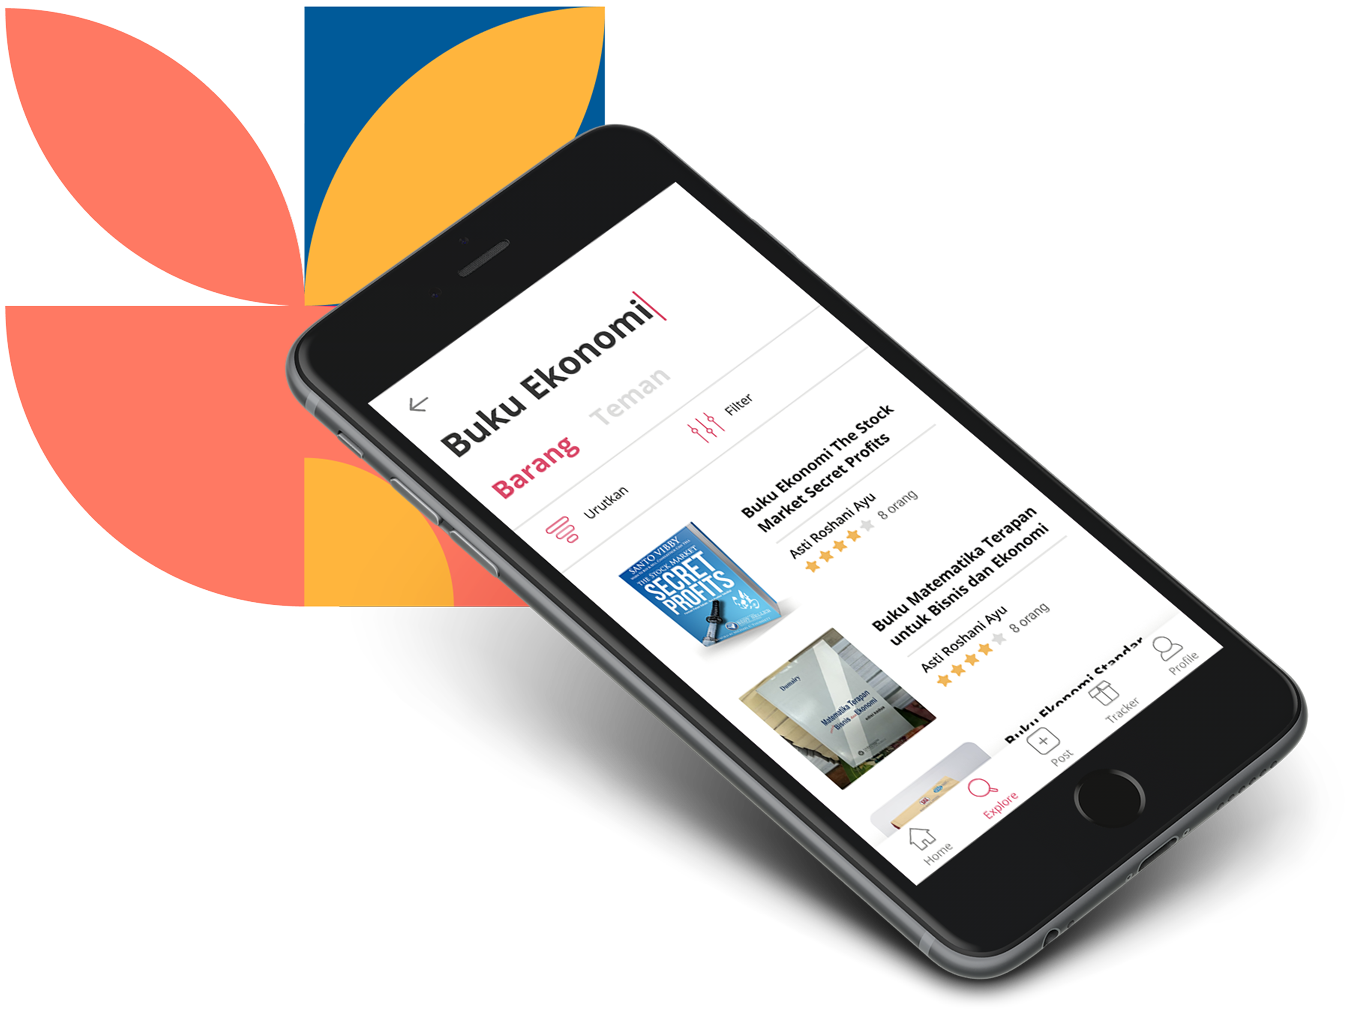 Buku Ekonomi
Barang
Teman
Urutkan
Filter
SANTO VIBBY
THE STOCK MARKET
SECRET
PROFITS
Buku Ekonomi The Stock
Market Secret Profits
Asti Roshani Ayu
8 orang
Dumairy
Matematika Terapan
Bisnis dan Ekonomi
Buku Matematika Terapan
untuk Bisnis dan Ekonomi
Asti Roshani Ayu
8 orang
Buku Ekonomi Standar
Home
Explore
Post
Tracker
Profile